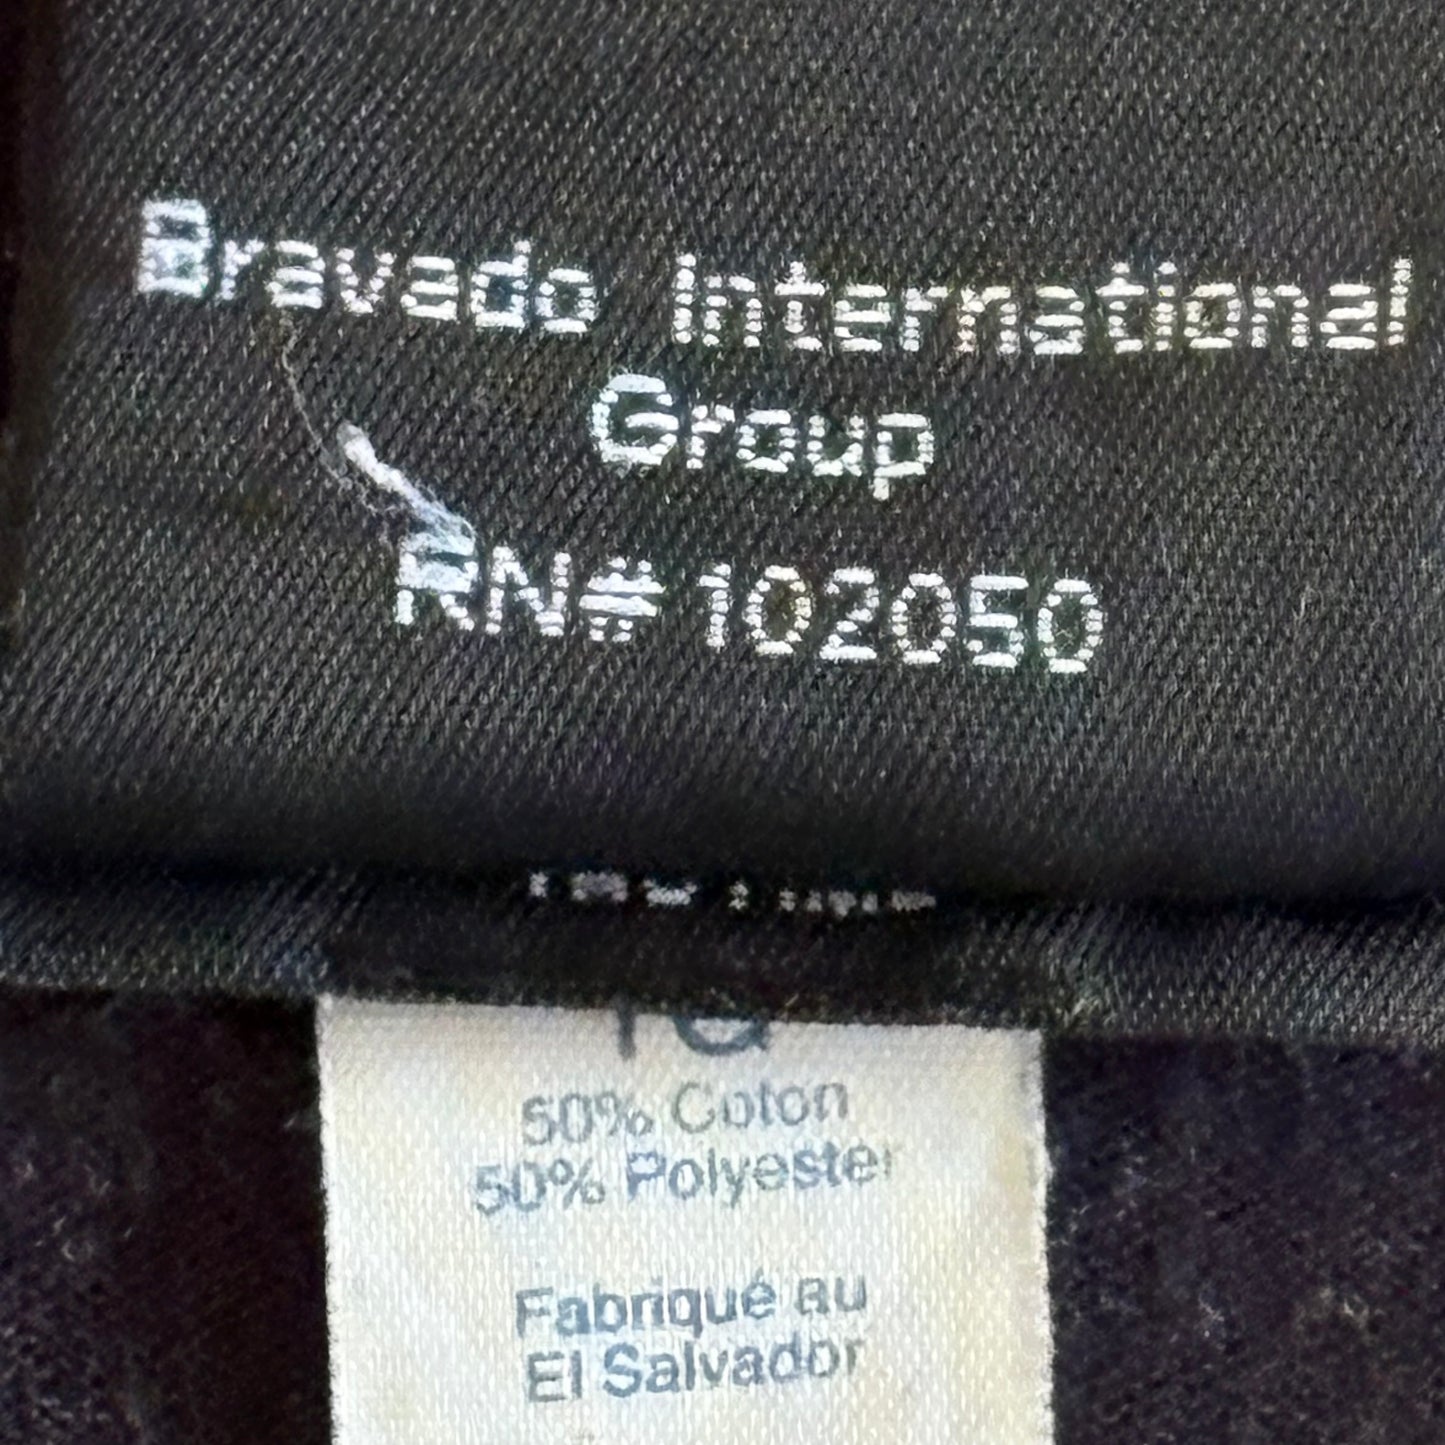 Bravado International
Group
RN# 102050
50% Coton
50% Polyester
Fabriqué au
El Salvador